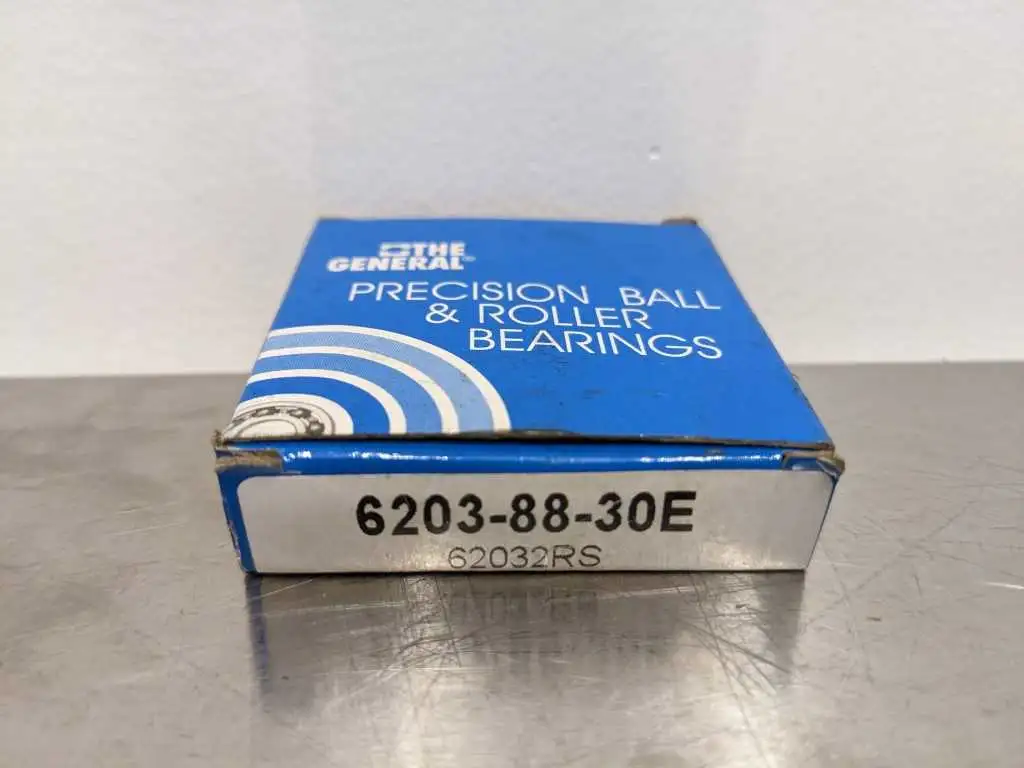 THE
GENERAL®
PRECISION BALL
& ROLLER
BEARINGS
6203-88-30E
62032RS